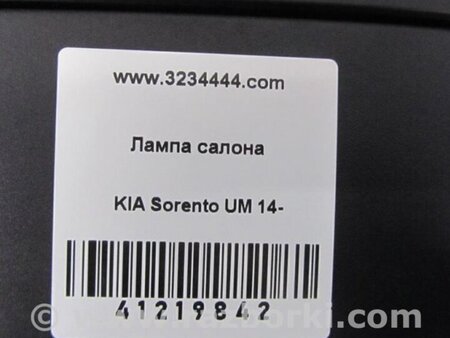 www.3234444.com
Лампа салона
KIA Sorento UM 14-
41219842